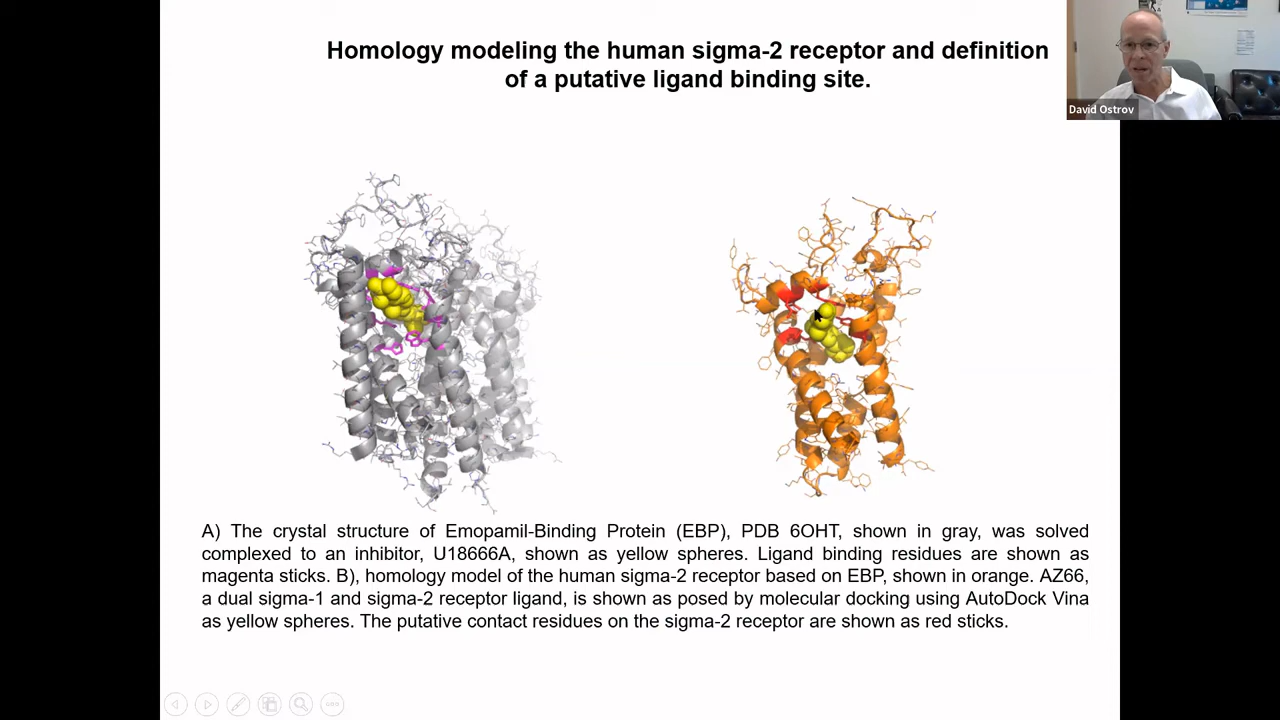 Homology modeling the human sigma-2 receptor and definition
of a putative ligand binding site.
David Ostrov
A) The crystal structure of Emopamil-Binding Protein (EBP), PDB 6OHT, shown in gray, was solved
complexed to an inhibitor, U18666A, shown as yellow spheres. Ligand binding residues are shown as
magenta sticks. B), homology model of the human sigma-2 receptor based on EBP, shown in orange. AZ66,
a dual sigma-1 and sigma-2 receptor ligand, is shown as posed by molecular docking using AutoDock Vina
as yellow spheres. The putative contact residues on the sigma-2 receptor are shown as red sticks.